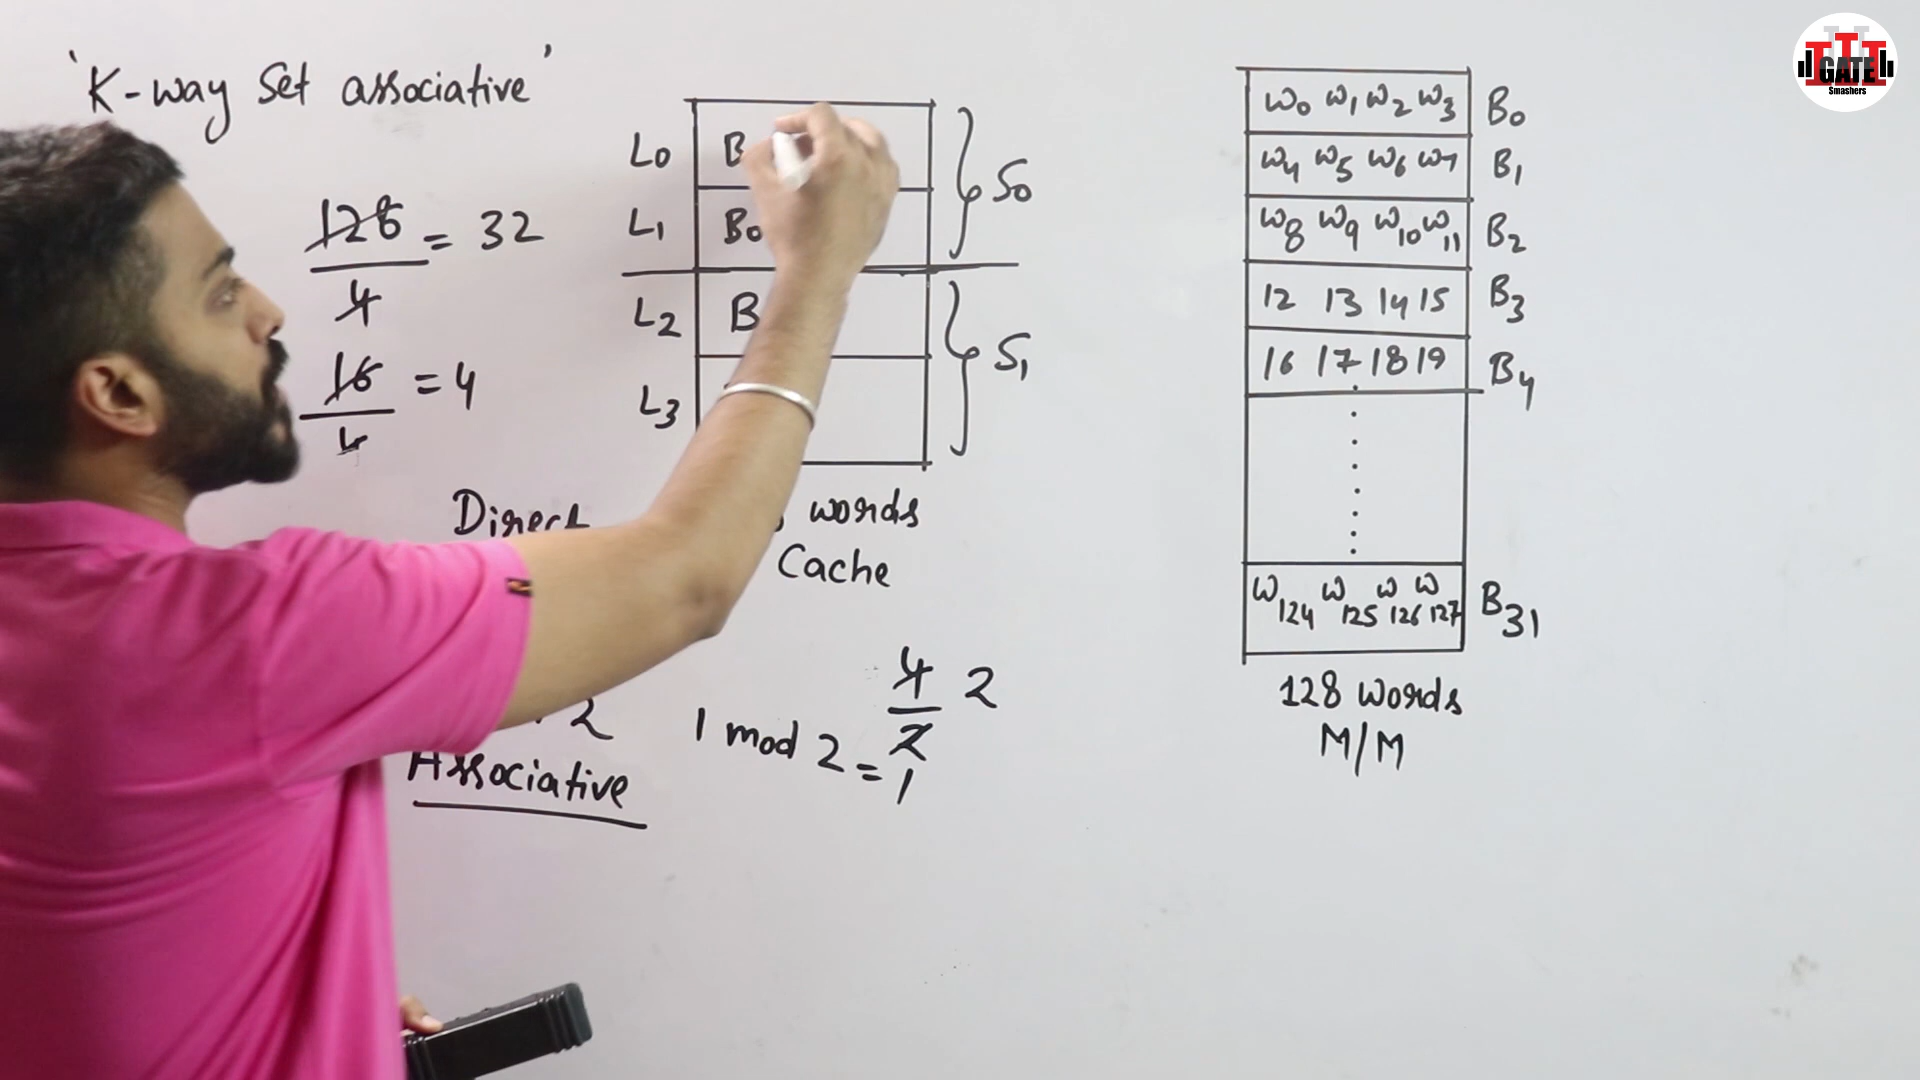 'K-way Set associative'
128 = 32
4
16 = 4
4
L0 B
L1 B0
L2 B
L3
S0
S1
Direct
words
Cache
2
Associative
1 mod 2 = 1
4 2
2
W0 W1 W2 W3 B0
W4 W5 W6 W7 B1
W8 W9 W10 W11 B2
12 13 14 15 B3
16 17 18 19 B4
W124 W125 W126 W127 B31
128 words
M/M
GATE
Smashers